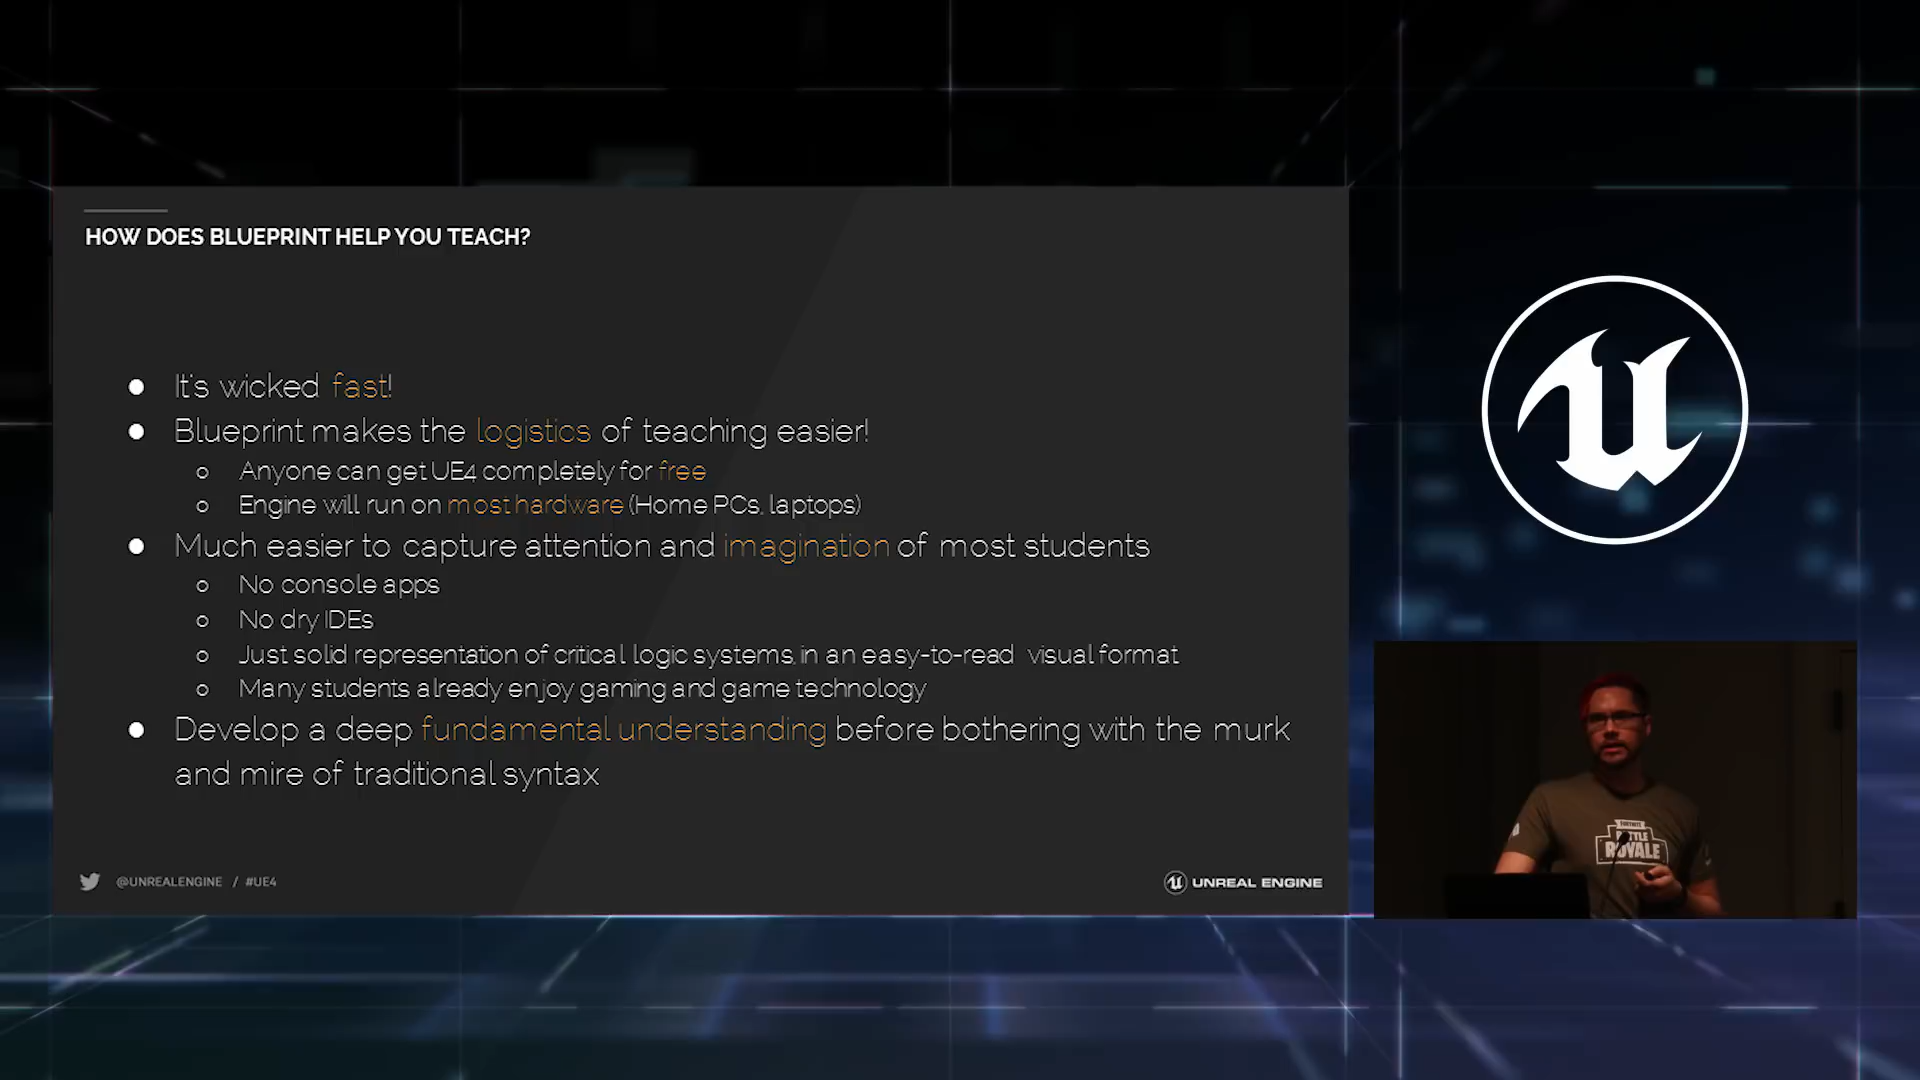 HOW DOES BLUEPRINT HELP YOU TEACH?
● It's wicked fast!
● Blueprint makes the logistics of teaching easier!
○ Anyone can get UE4 completely for free
○ Engine will run on most hardware (Home PCs, laptops)
● Much easier to capture attention and imagination of most students
○ No console apps
○ No dry IDEs
○ Just solid representation of critical logic systems, in an easy-to-read visual format
○ Many students already enjoy gaming and game technology
● Develop a deep fundamental understanding before bothering with the murk
and mire of traditional syntax
@UNREALENGINE / #UE4
UNREAL ENGINE
FORTNITE
BATTLE
ROYALE